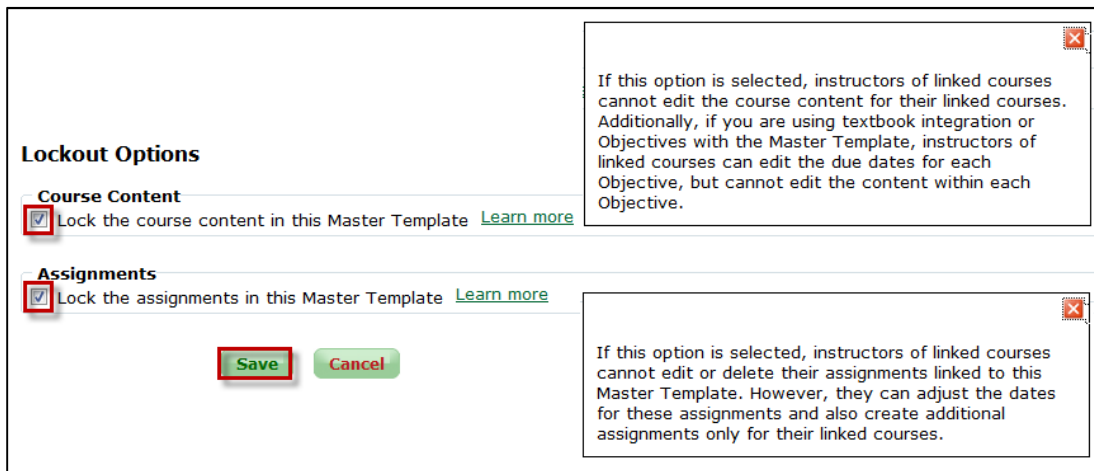 If this option is selected, instructors of linked courses
cannot edit the course content for their linked courses.
Additionally, if you are using textbook integration or
Objectives with the Master Template, instructors of
linked courses can edit the due dates for each
Objective, but cannot edit the content within each
Objective.
Lockout Options
Course Content
Lock the course content in this Master Template Learn more
Assignments
Lock the assignments in this Master Template Learn more
Save Cancel
If this option is selected, instructors of linked courses
cannot edit or delete their assignments linked to this
Master Template. However, they can adjust the dates
for these assignments and also create additional
assignments only for their linked courses.